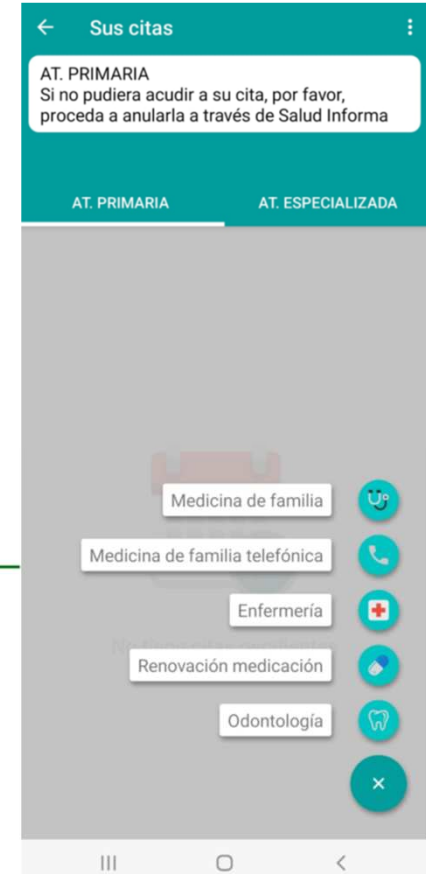 Sus citas
AT. PRIMARIA
Si no pudiera acudir a su cita, por favor,
proceda a anularla a través de Salud Informa
AT. PRIMARIA
AT. ESPECIALIZADA
Medicina de familia
Medicina de familia telefónica
Enfermería
Renovación medicación
Odontología